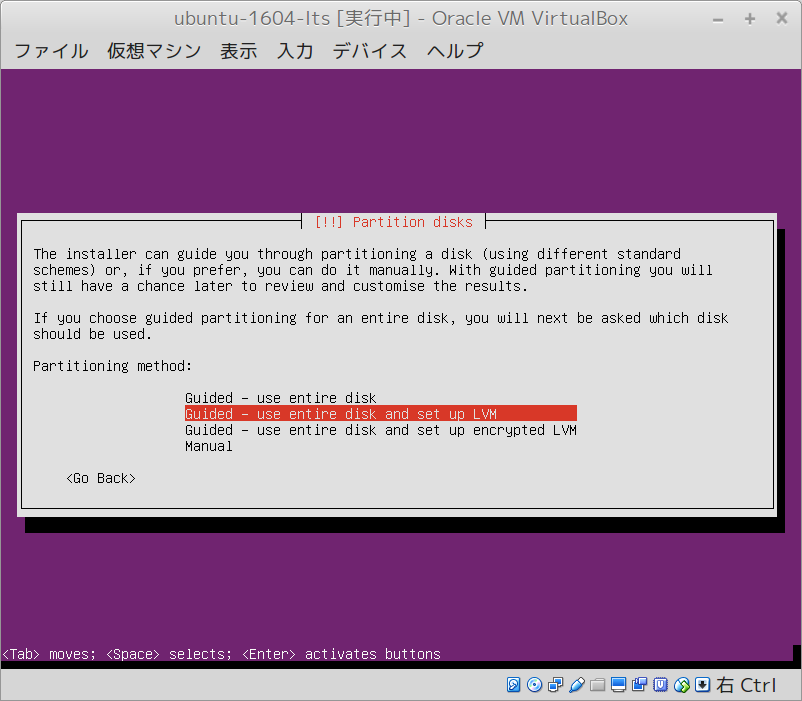 ubuntu-1604-lts [実行中] - Oracle VM VirtualBox
ファイル 仮想マシン 表示 入力 デバイス ヘルプ
[!!] Partition disks
The installer can guide you through partitioning a disk (using different standard
schemes) or, if you prefer, you can do it manually. With guided partitioning you will
still have a chance later to review and customise the results.
If you choose guided partitioning for an entire disk, you will next be asked which disk
should be used.
Partitioning method:
Guided - use entire disk
Guided - use entire disk and set up LVM
Guided - use entire disk and set up encrypted LVM
Manual
<Go Back>
<Tab> moves; <Space> selects; <Enter> activates buttons
右 Ctrl